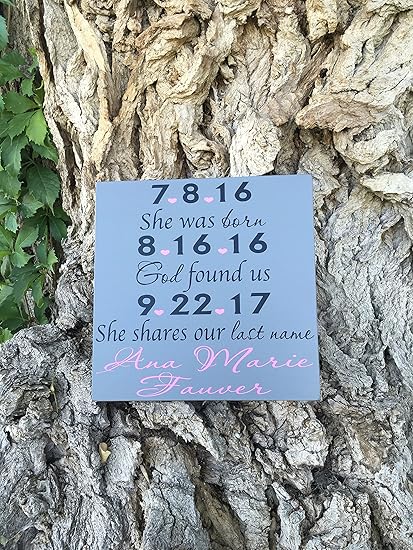 7.8.16
She was born
8.16.16
God found us
9.22.17
She shares our last name
Ana Marie
Fauver